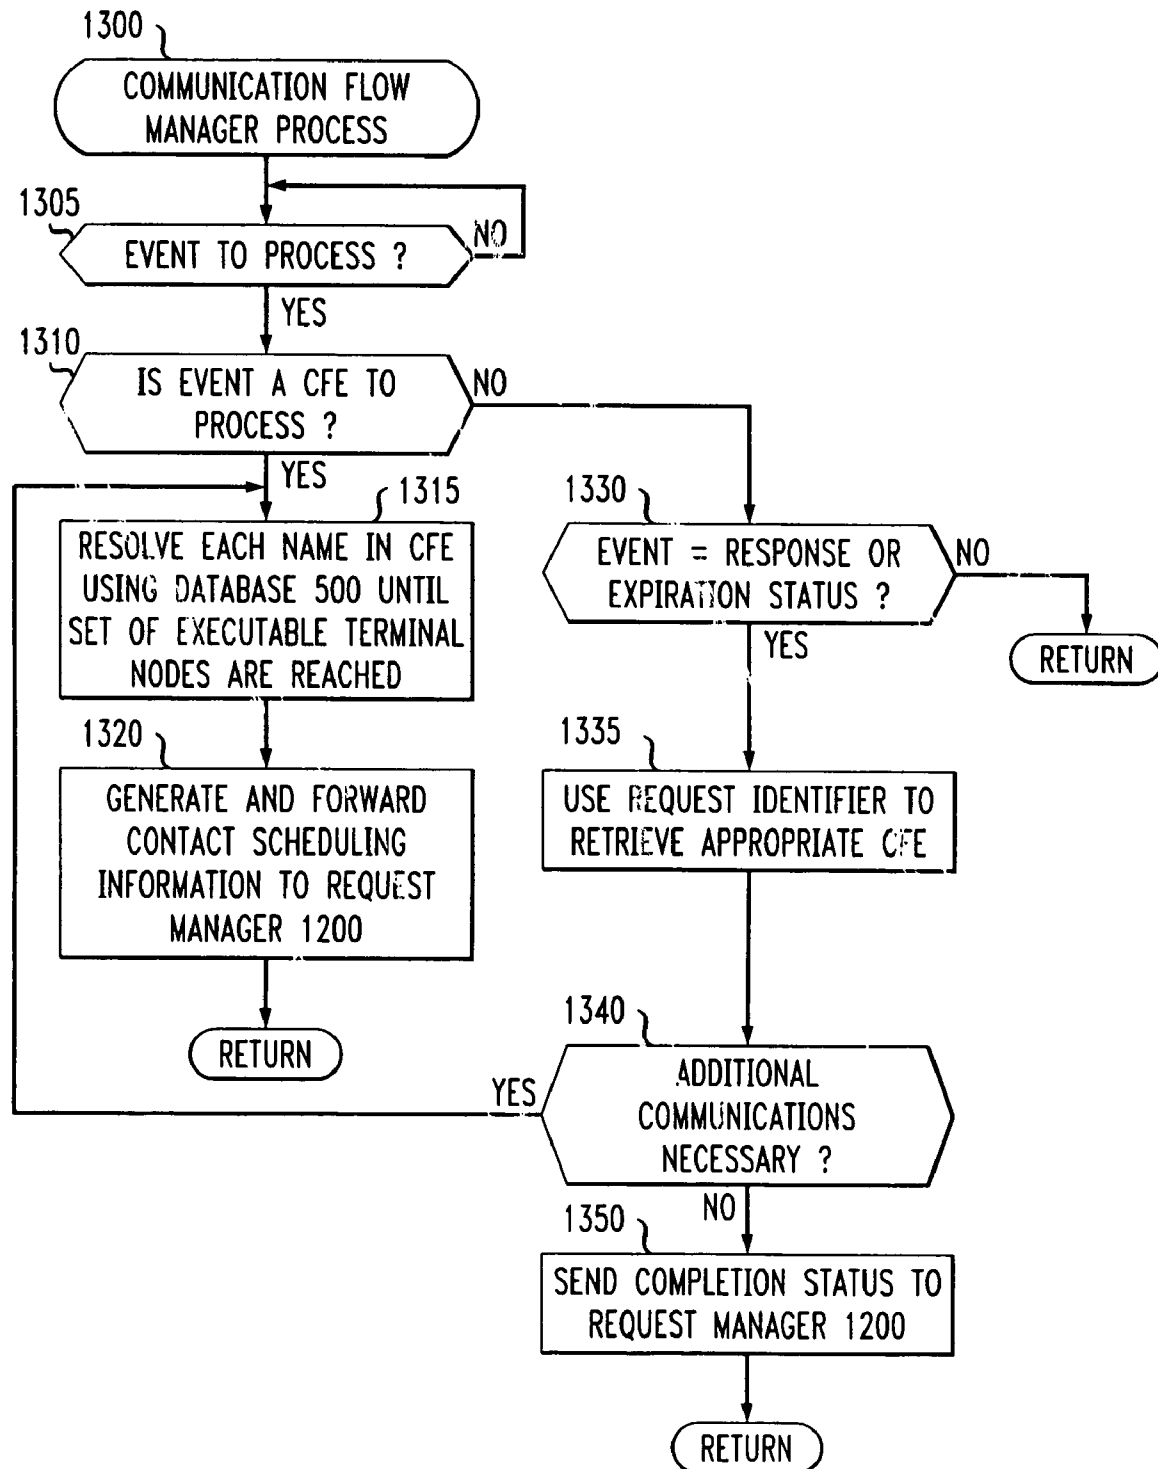 1300
COMMUNICATION FLOW
MANAGER PROCESS
1305
EVENT TO PROCESS ?
NO
YES
1310
IS EVENT A CFE TO
PROCESS ?
NO
YES
1315
RESOLVE EACH NAME IN CFE
USING DATABASE 500 UNTIL
SET OF EXECUTABLE TERMINAL
NODES ARE REACHED
1320
GENERATE AND FORWARD
CONTACT SCHEDULING
INFORMATION TO REQUEST
MANAGER 1200
RETURN
1330
EVENT = RESPONSE OR
EXPIRATION STATUS ?
NO
RETURN
YES
1335
USE REQUEST IDENTIFIER TO
RETRIEVE APPROPRIATE CFE
1340
ADDITIONAL
COMMUNICATIONS
NECESSARY ?
YES
NO
1350
SEND COMPLETION STATUS TO
REQUEST MANAGER 1200
RETURN